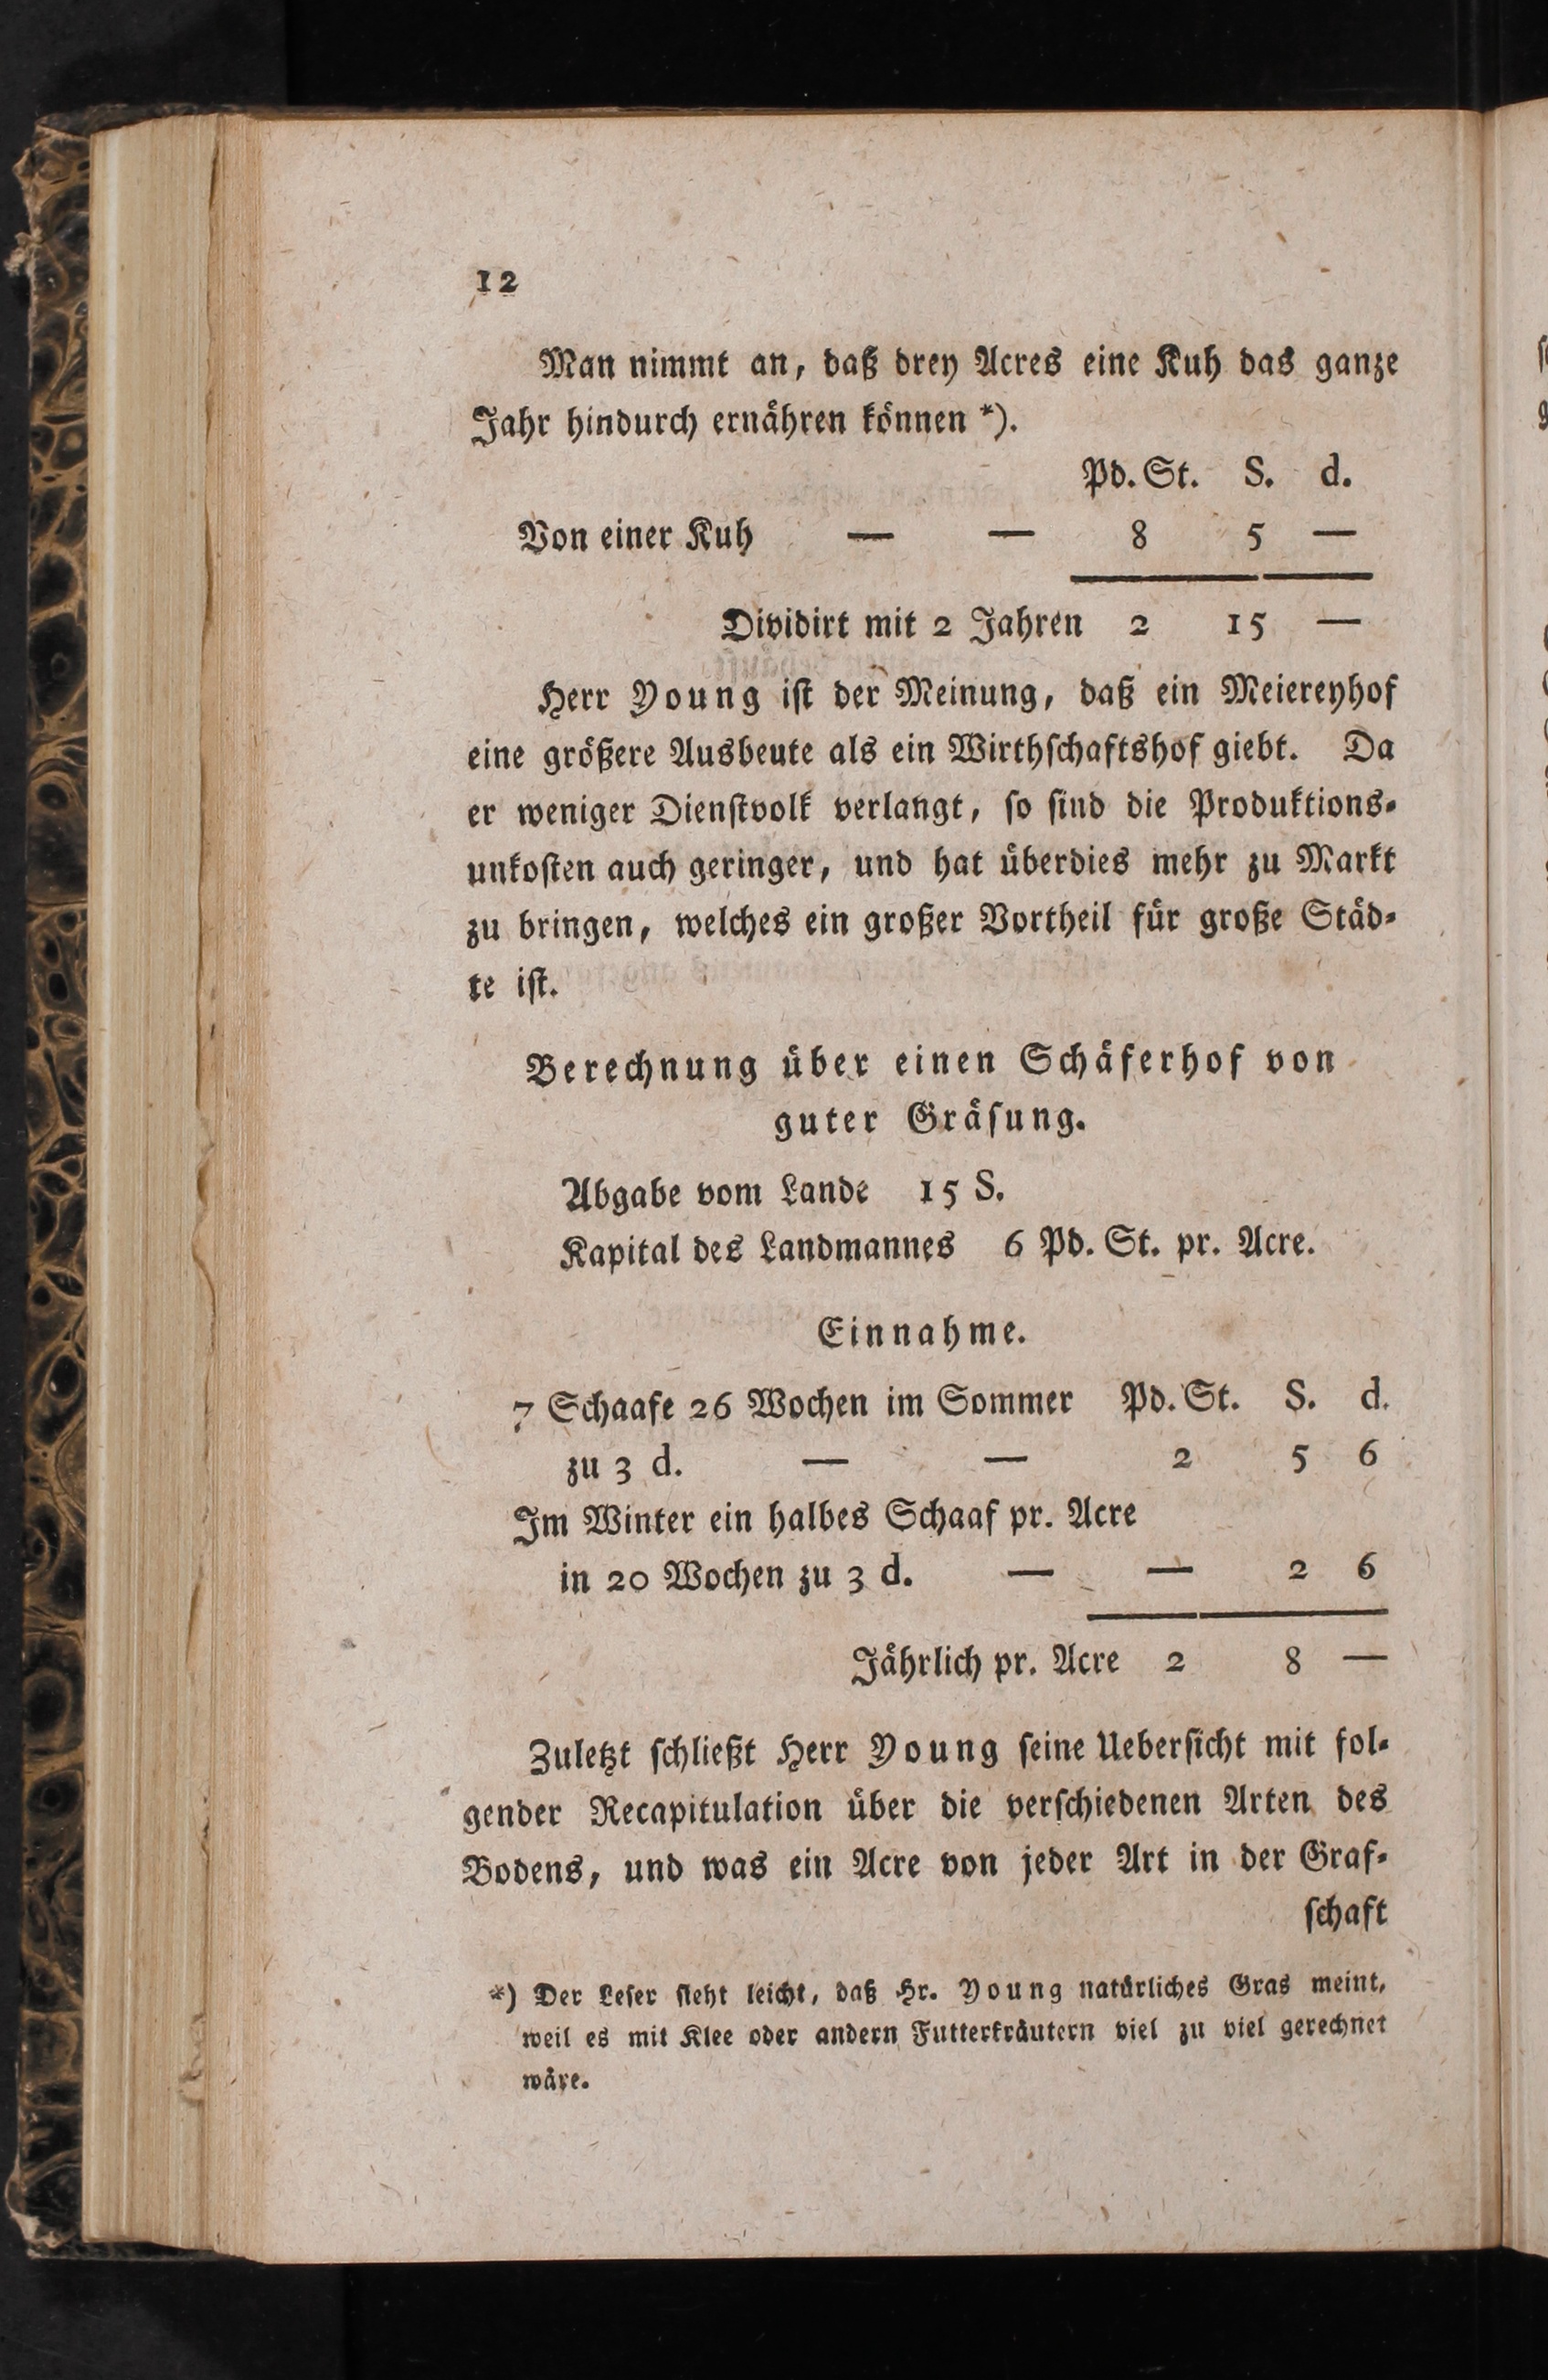 12
Man nimmt an, daß drey Acres eine Kuh das ganze
Jahr hindurch ernähren können *).
Pd. St. S. d.
Von einer Kuh — — 8 5 —
Dividirt mit 2 Jahren 2 15 —
Herr Young iſt der Meinung, daß ein Meiereyhof
eine größere Ausbeute als ein Wirthſchaftshof giebt. Da
er weniger Dienſtvolk verlangt, ſo ſind die Produktions-
unkoſten auch geringer, und hat überdies mehr zu Markt
zu bringen, welches ein großer Vortheil für große Städ-
te iſt.
Berechnung über einen Schäferhof von
guter Gräſung.
Abgabe vom Lande 15 S.
Kapital des Landmannes 6 Pd. St. pr. Acre.
Einnahme.
7 Schaafe 26 Wochen im Sommer Pd. St. S. d.
zu 3 d. — — 2 5 6
Im Winter ein halbes Schaaf pr. Acre
in 20 Wochen zu 3 d. — — 2 6
Jährlich pr. Acre 2 8 —
Zuletzt ſchließt Herr Young ſeine Ueberſicht mit fol-
gender Recapitulation über die verſchiedenen Arten des
Bodens, und was ein Acre von jeder Art in der Graf-
ſchaft
*) Der Leſer ſieht leicht, daß Hr. Young natürliches Gras meint,
weil es mit Klee oder andern Futterkräutern viel zu viel gerechnet
wäre.